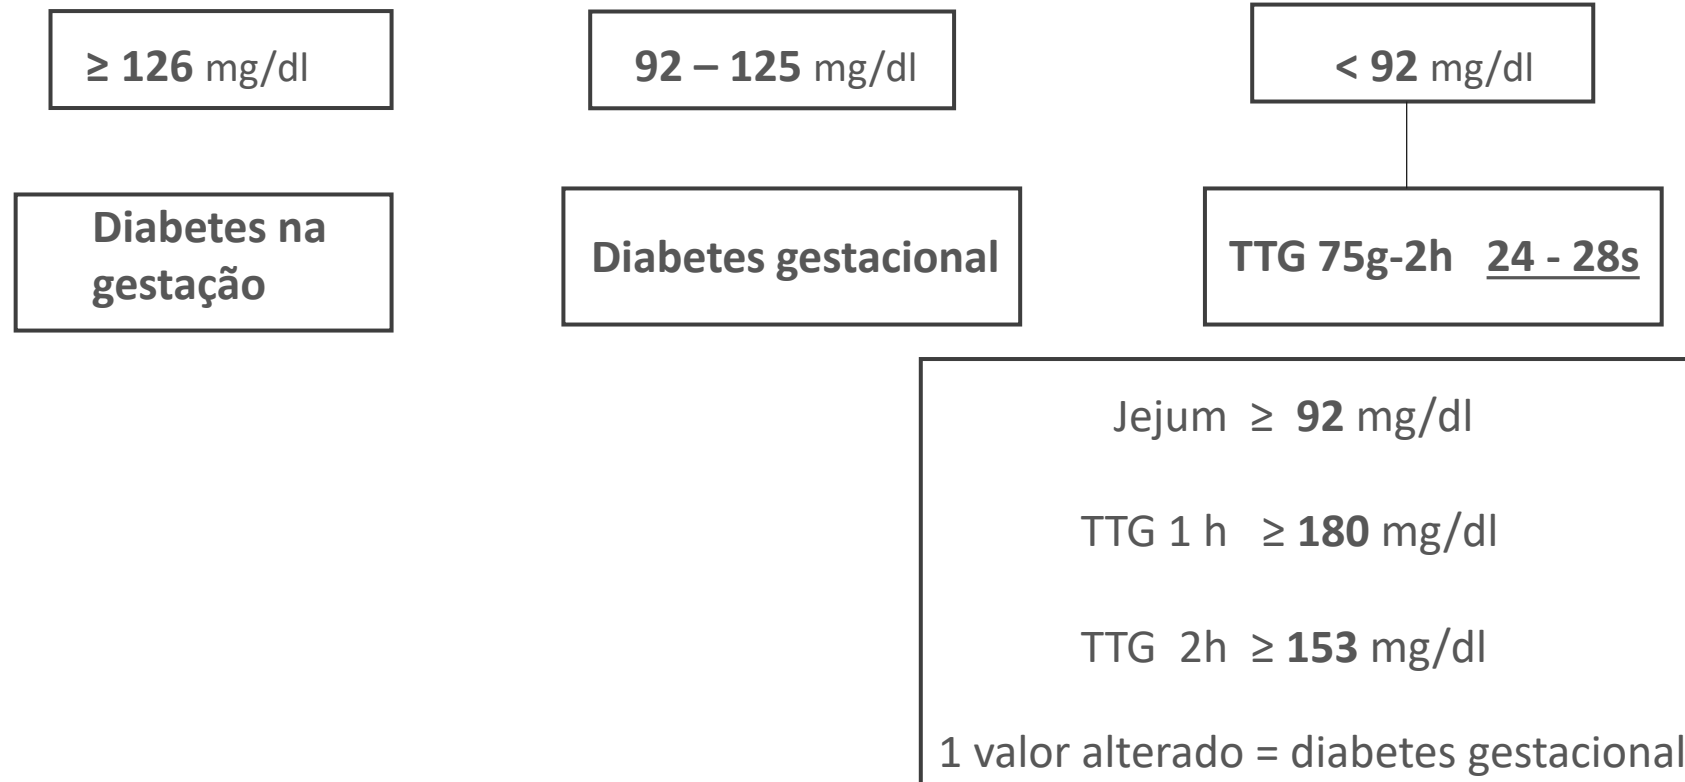 ≥ 126 mg/dl
92 – 125 mg/dl
< 92 mg/dl
Diabetes na
gestação
Diabetes gestacional
TTG 75g-2h 24 - 28s
Jejum ≥ 92 mg/dl
TTG 1 h ≥ 180 mg/dl
TTG 2h ≥ 153 mg/dl
1 valor alterado = diabetes gestacional